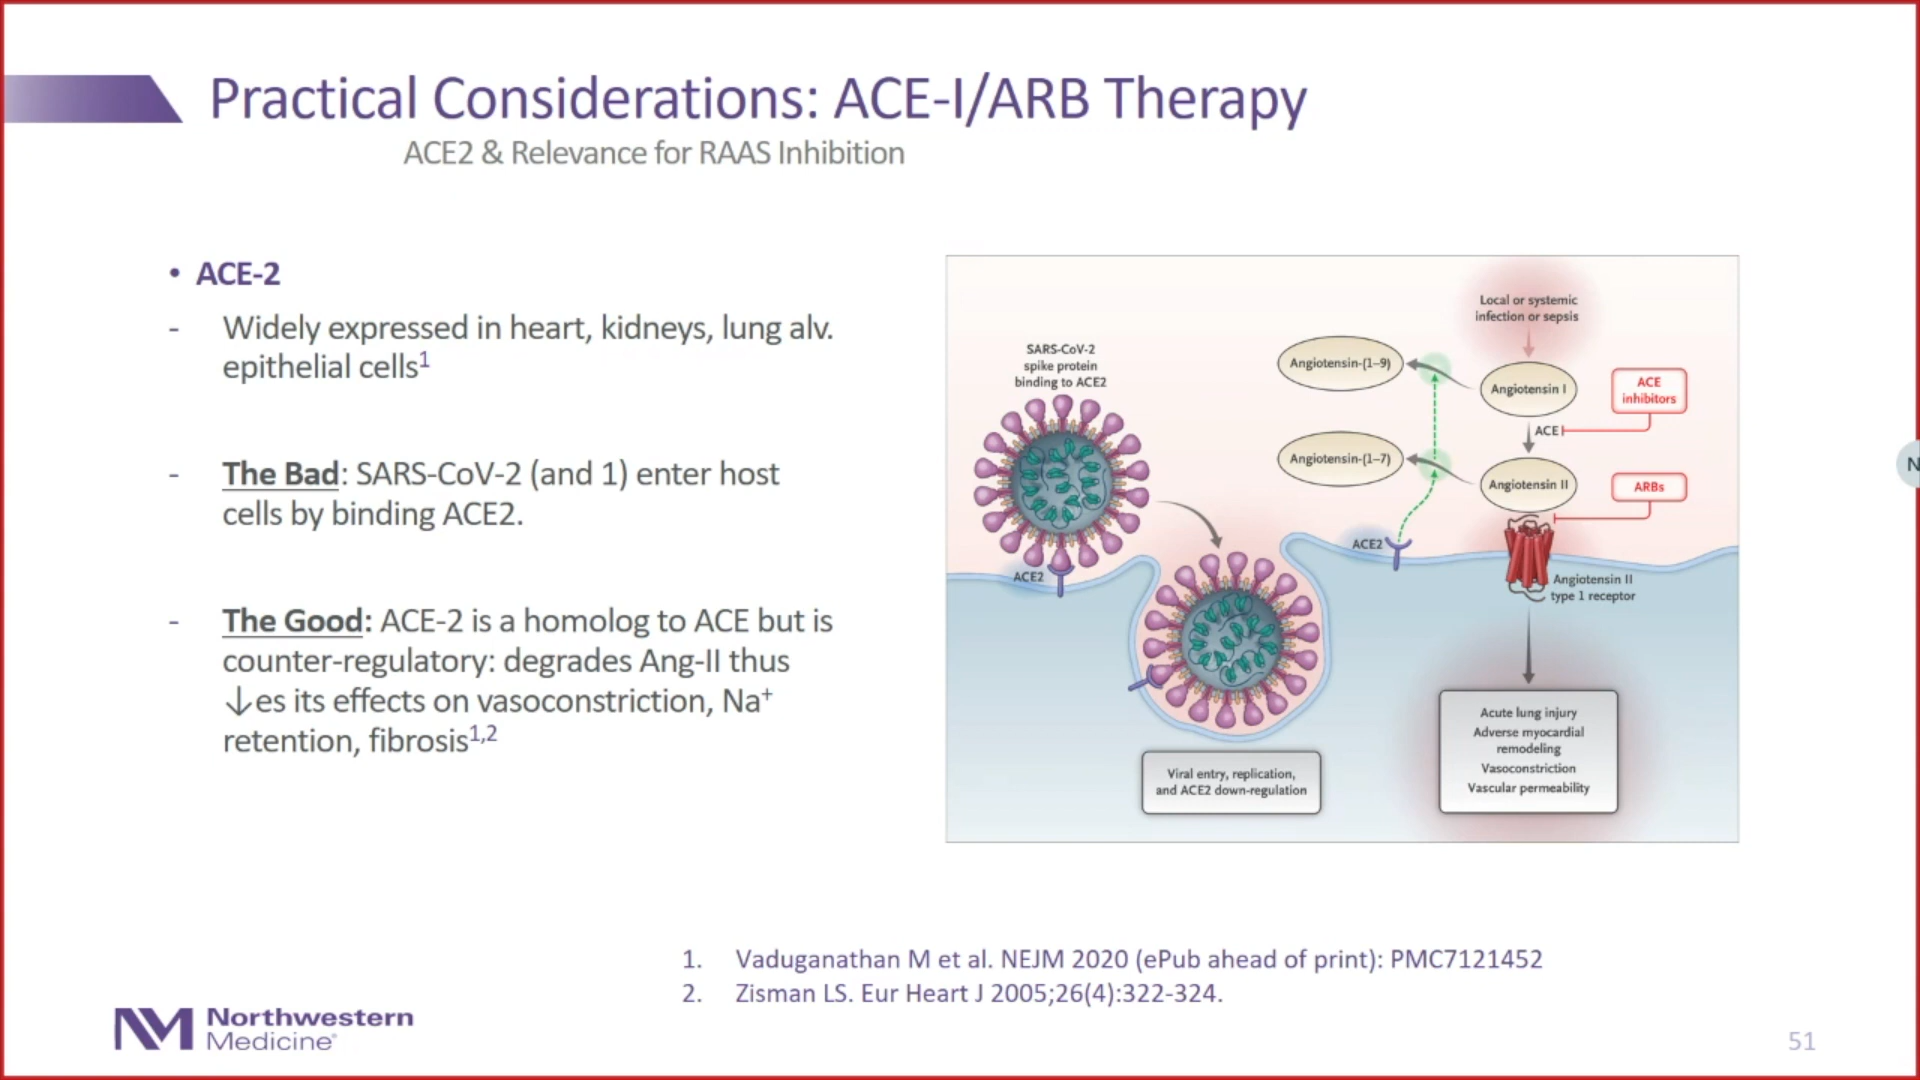 Practical Considerations: ACE-I/ARB Therapy
ACE2 & Relevance for RAAS Inhibition
• ACE-2
- Widely expressed in heart, kidneys, lung alv.
epithelial cells1
- The Bad: SARS-CoV-2 (and 1) enter host
cells by binding ACE2.
- The Good: ACE-2 is a homolog to ACE but is
counter-regulatory: degrades Ang-II thus
↓es its effects on vasoconstriction, Na+
retention, fibrosis1,2
SARS-CoV-2
spike protein
binding to ACE2
ACE2
Viral entry, replication,
and ACE2 down-regulation
Local or systemic
infection or sepsis
Angiotensin-(1–9)
Angiotensin I
ACE
inhibitors
ACE
Angiotensin-(1–7)
Angiotensin II
ARBs
ACE2
Angiotensin II
type 1 receptor
Acute lung injury
Adverse myocardial
remodeling
Vasoconstriction
Vascular permeability
1. Vaduganathan M et al. NEJM 2020 (ePub ahead of print): PMC7121452
2. Zisman LS. Eur Heart J 2005;26(4):322-324.
NM Northwestern
Medicine®
51
N